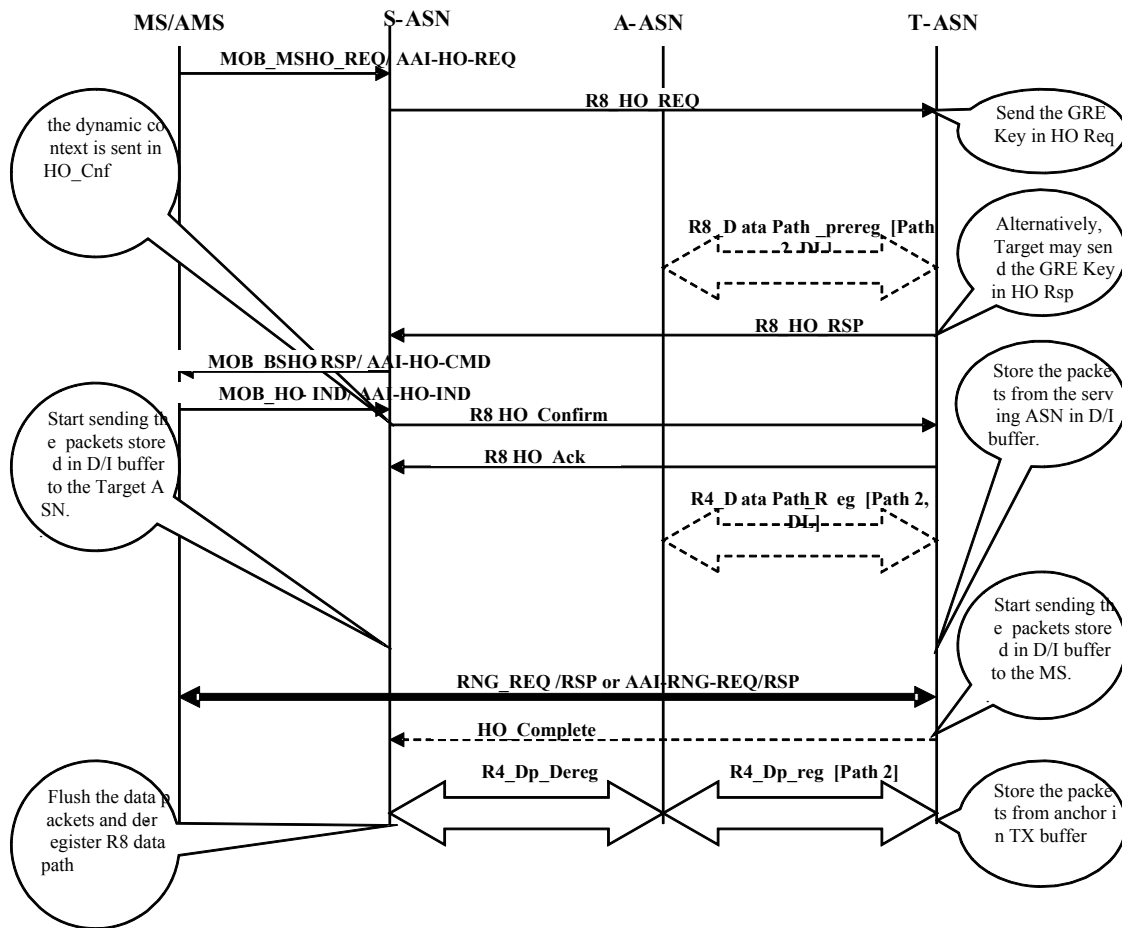 MS/AMS
S-ASN
A-ASN
T-ASN
MOB_MSHO_REQ/ AAI-HO-REQ
R8_HO_REQ
Send the GRE
Key in HO Req
the dynamic co
ntext is sent in
HO_Cnf
R8_D ata Path _prereg [Path
2, DL]
Alternatively,
Target may sen
d the GRE Key
in HO Rsp
R8_HO_RSP
MOB_BSHO RSP/ AAI-HO-CMD
MOB_HO- IND/ AAI-HO-IND
R8 HO_Confirm
Store the packe
ts from the serv
ing ASN in D/I
buffer.
Start sending th
e packets store
d in D/I buffer
to the Target A
SN.
R8 HO_Ack
R4_D ata Path_R eg [Path 2,
DL]
Start sending th
e packets store
d in D/I buffer
to the MS.
RNG_REQ /RSP or AAI-RNG-REQ/RSP
HO_Complete
R4_Dp_Dereg
R4_Dp_reg [Path 2]
Flush the data p
ackets and der
egister R8 data
path
Store the packe
ts from anchor i
n TX buffer